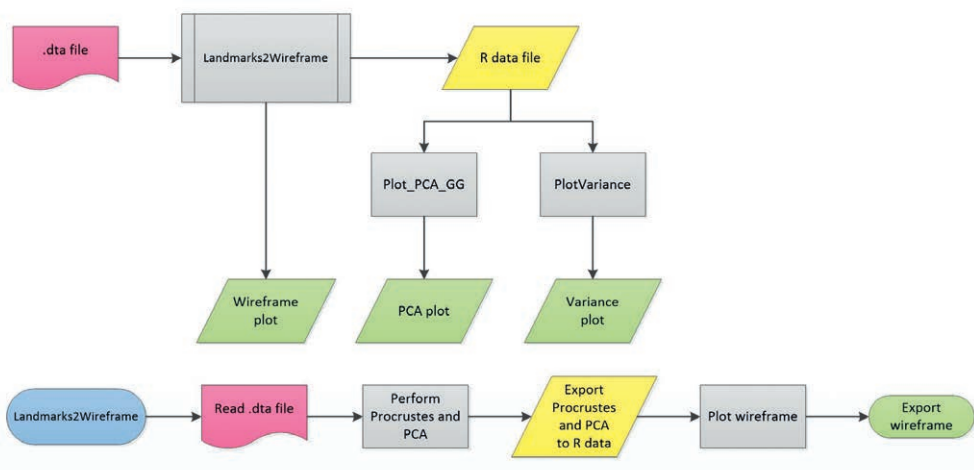 .dta file
Landmarks2Wireframe
R data file
Plot_PCA_GG
PlotVariance
Wireframe
plot
PCA plot
Variance
plot
Landmarks2Wireframe
Read .dta file
Perform
Procrustes and
PCA
Export
Procrustes
and PCA
to R data
Plot wireframe
Export
wireframe